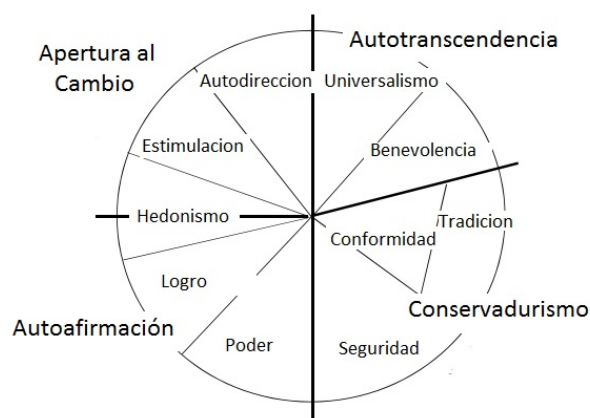 Apertura al
Cambio
Autotranscendencia
Autodireccion
Universalismo
Estimulacion
Benevolencia
Hedonismo
Tradicion
Conformidad
Logro
Conservadurismo
Autoafirmación
Poder
Seguridad